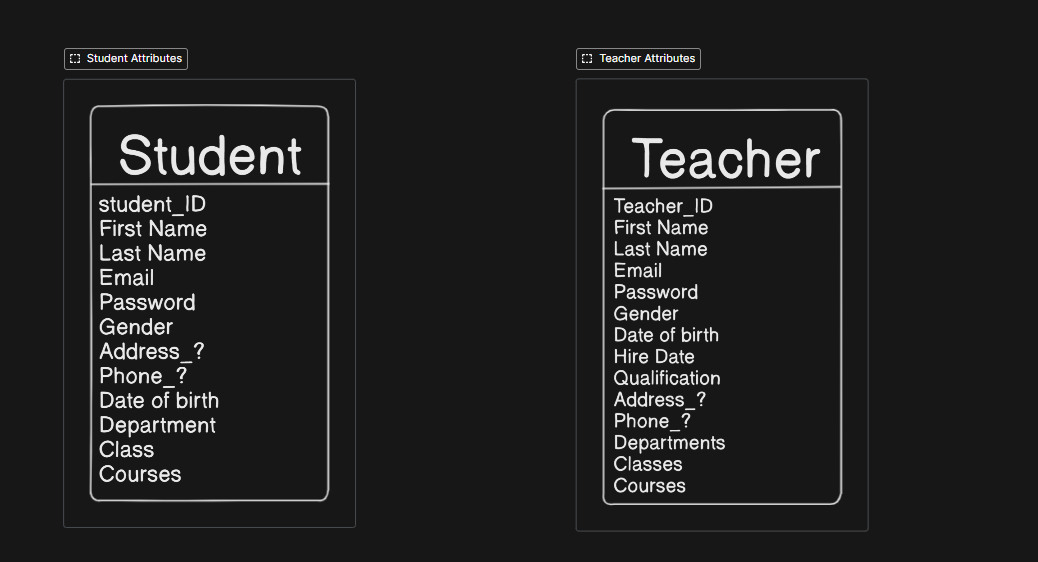 Student Attributes
Student
student_ID
First Name
Last Name
Email
Password
Gender
Address_?
Phone_?
Date of birth
Department
Class
Courses
Teacher Attributes
Teacher
Teacher_ID
First Name
Last Name
Email
Password
Gender
Date of birth
Hire Date
Qualification
Address_?
Phone_?
Departments
Classes
Courses